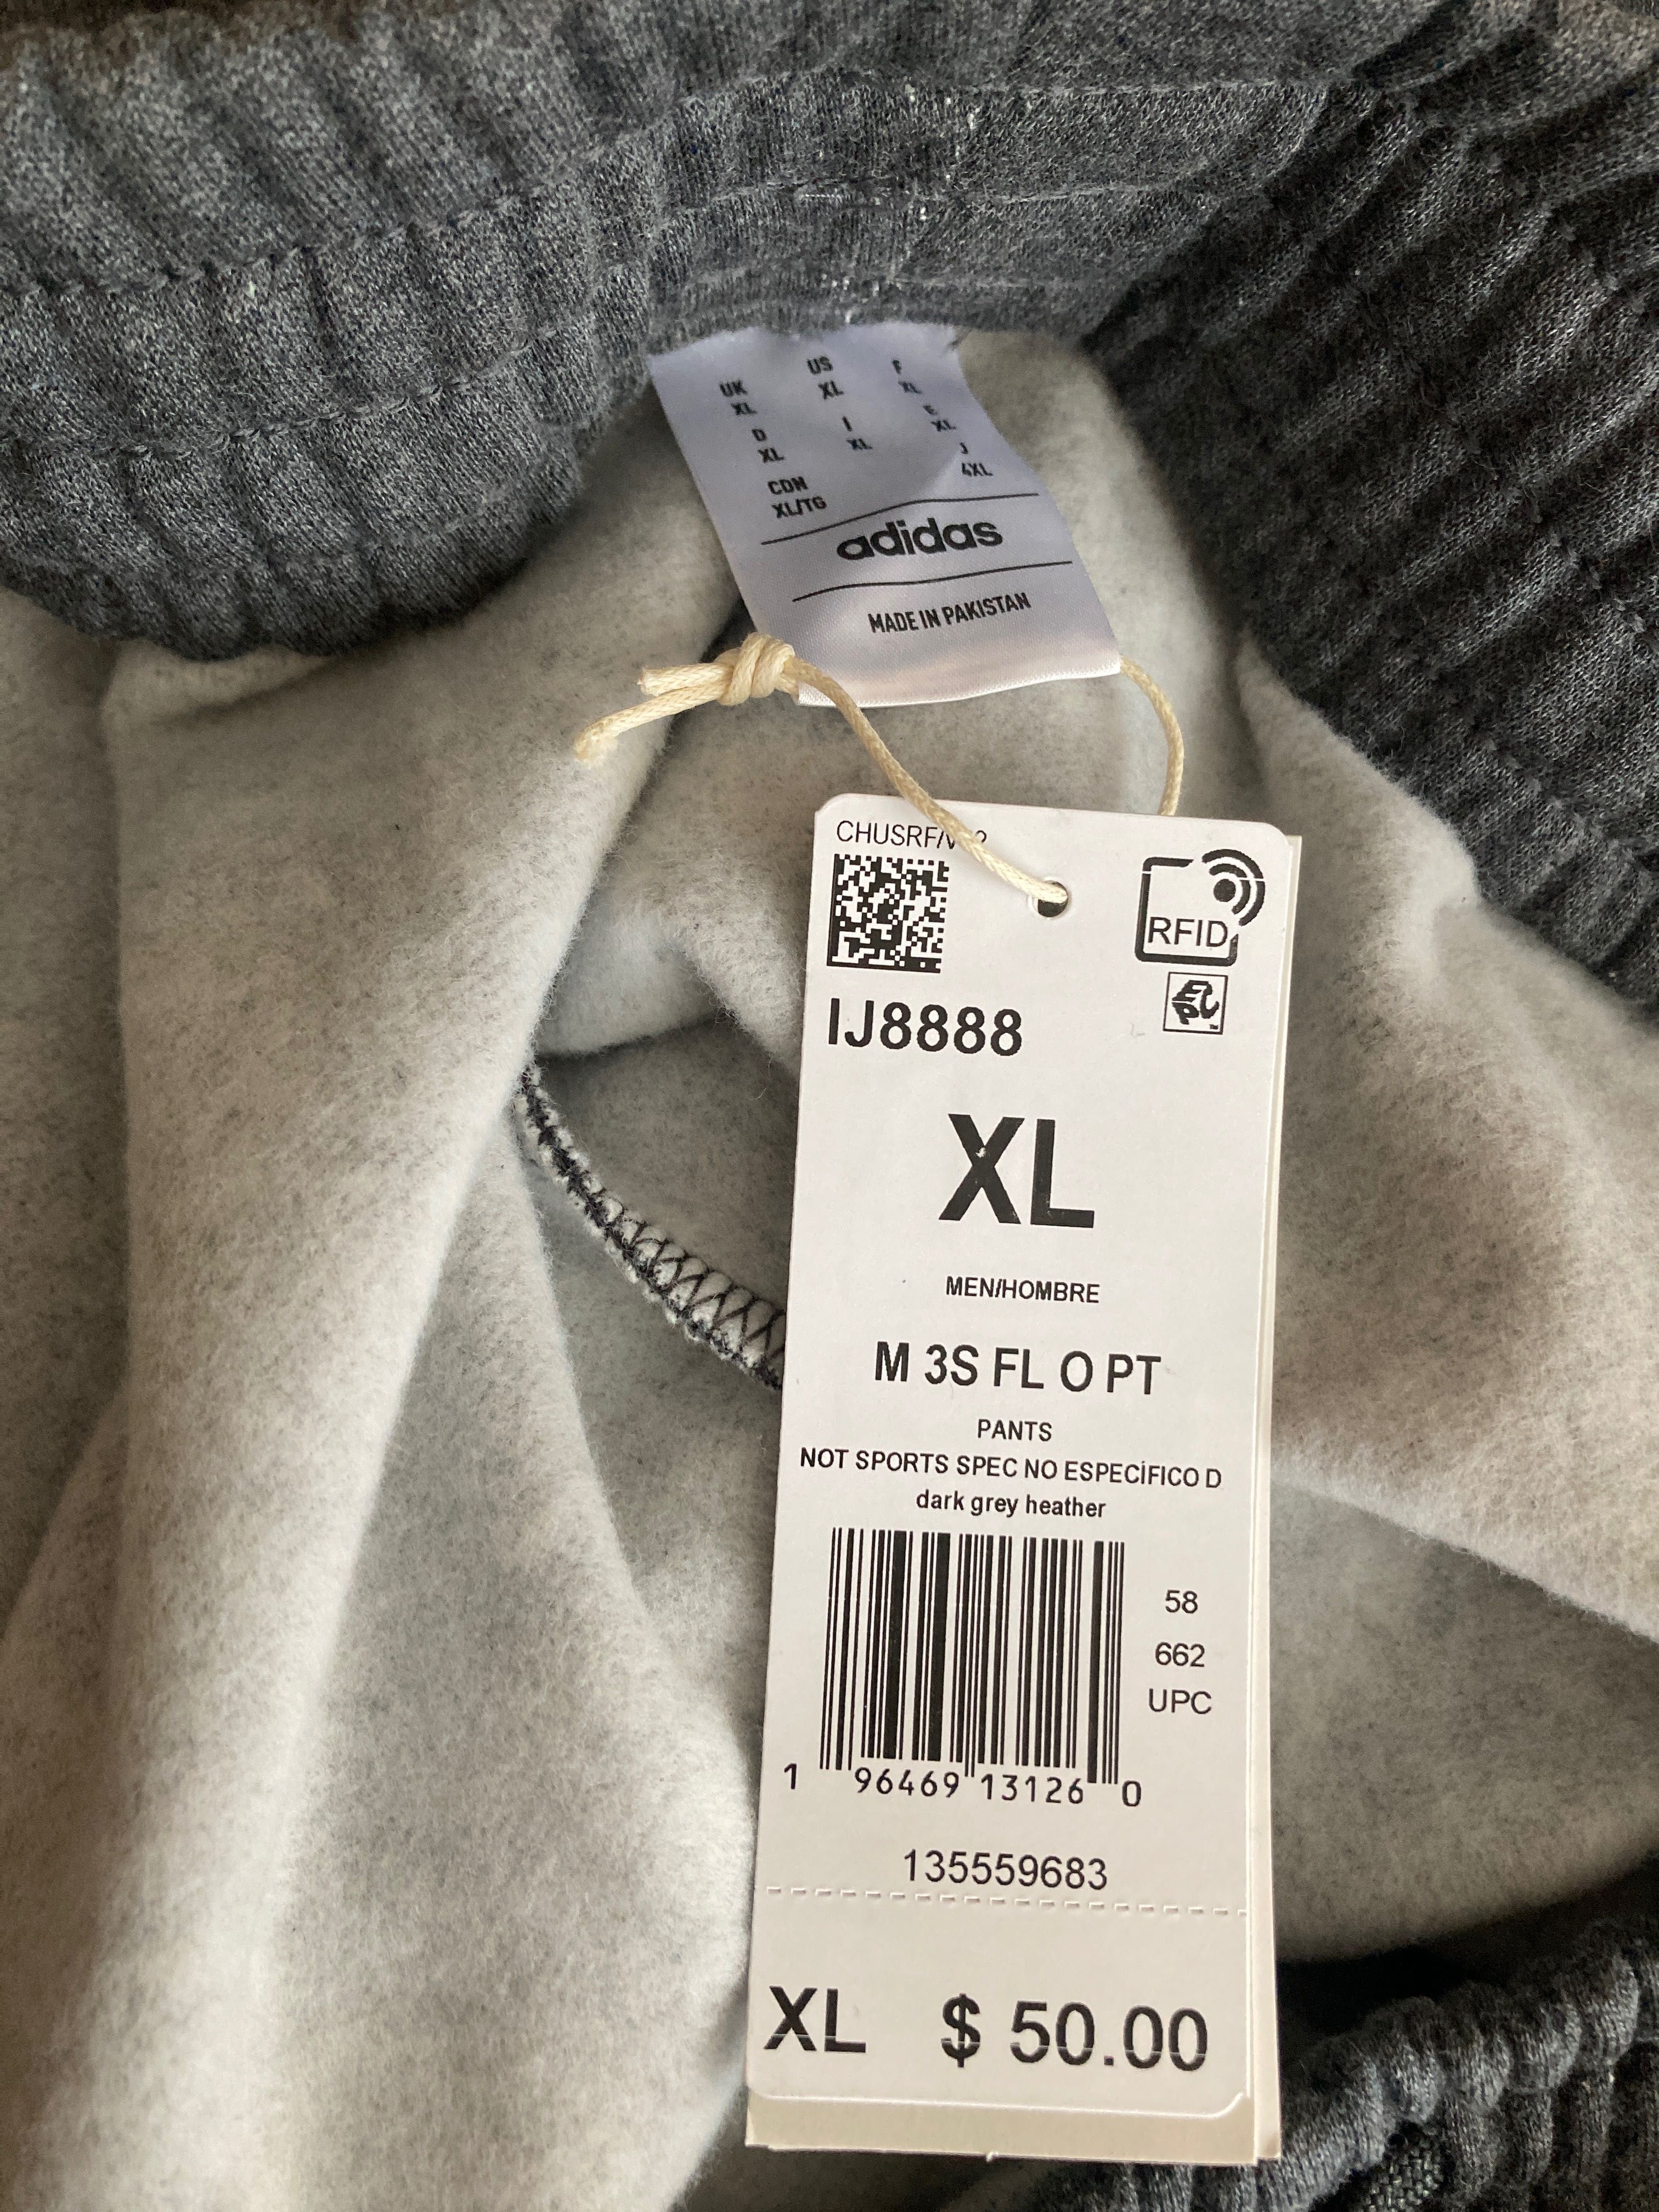 US F
UK XL XL
XL I E
D XL XL
XL J
CDN 4XL
XL/TG
adidas
MADE IN PAKISTAN
RFID
IJ8888
XL
MEN/HOMBRE
M 3S FL O PT
PANTS
NOT SPORTS SPEC NO ESPECÍFICO D
dark grey heather
58
662
UPC
1 96469 13126 0
135559683
XL $ 50.00